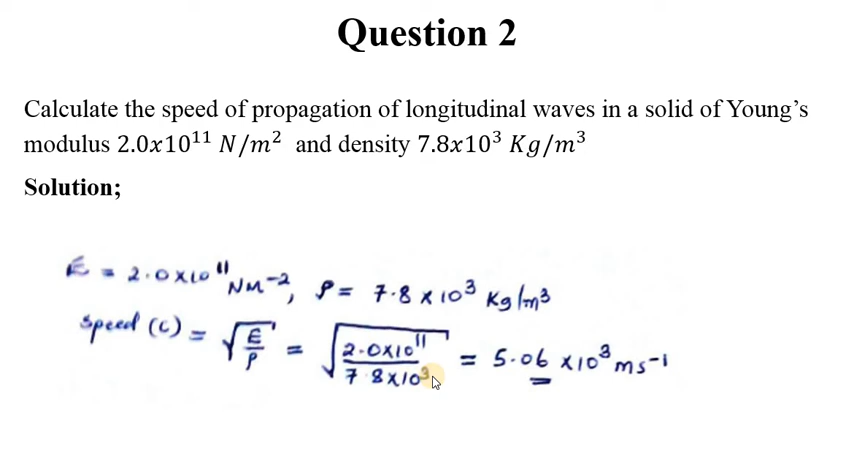 Question 2
Calculate the speed of propagation of longitudinal waves in a solid of Young’s
modulus 2.0x10¹¹ N/m² and density 7.8x10³ Kg/m³
Solution;
E = 2.0x10¹¹ NM⁻², ρ = 7.8 x 10³ Kg/m³
Speed (c) = √(E/ρ) = √(2.0x10¹¹/7.8x10³) = 5.06 x10³ ms⁻¹